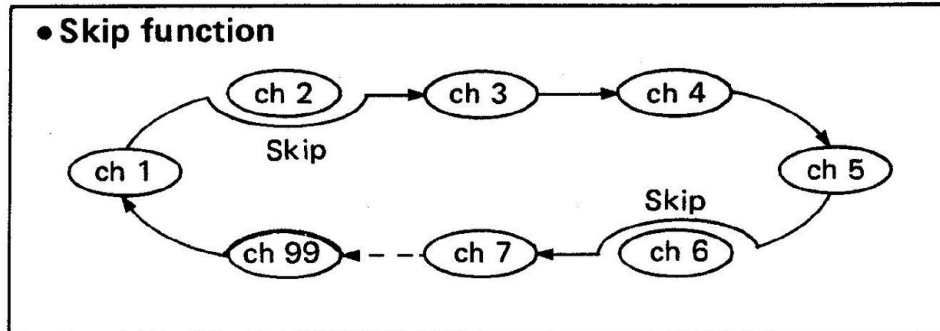 • Skip function
ch 2
ch 3
ch 4
Skip
ch 1
ch 5
Skip
ch 99
ch 7
ch 6